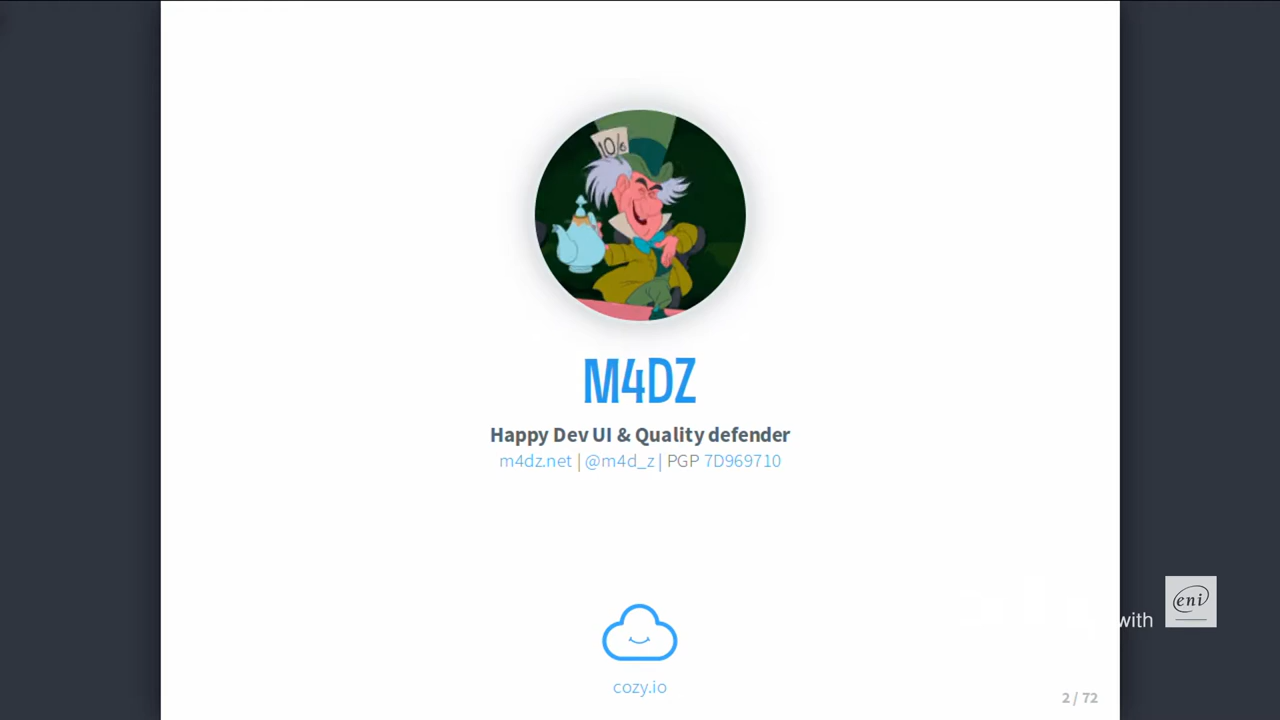 10/6
M4DZ
Happy Dev UI & Quality defender
m4dz.net | @m4d_z | PGP 7D969710
with
eni
cozy.io
2 / 72